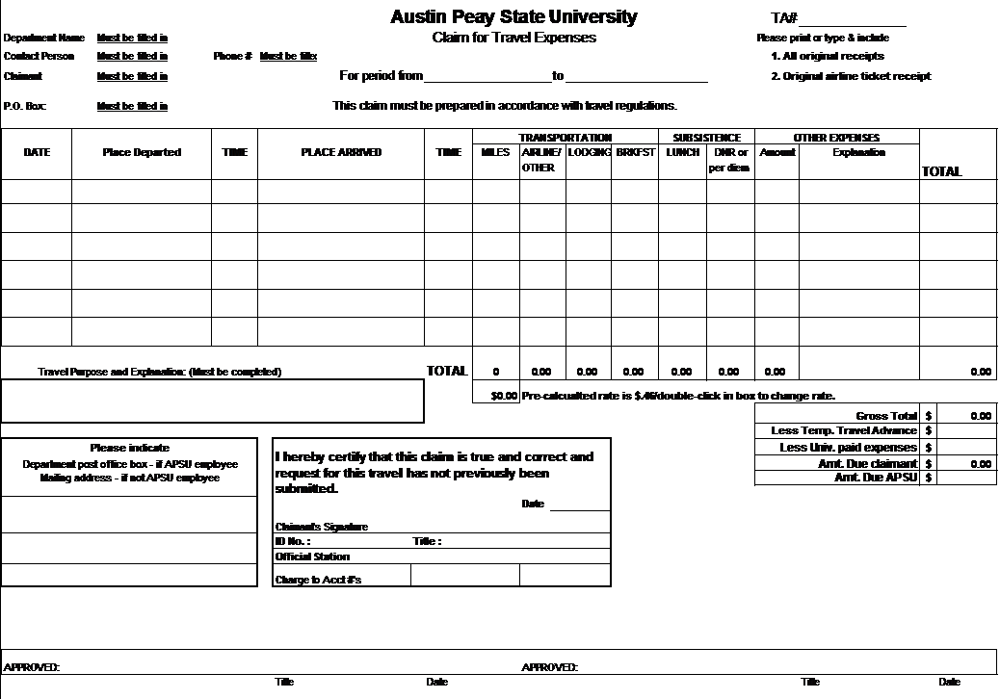 Austin Peay State University
TA#
Department Name Must be filled in
Claim for Travel Expenses
Please print or type & include
Contact Person Must be filled in Phone # Must be filled
1. All original receipts
Claimant Must be filled in
For period from to
2. Original airline ticket receipt
P.O. Box: Must be filled in
This claim must be prepared in accordance with travel regulations.
TRANSPORTATION SUBSISTENCE OTHER EXPENSES
DATE Place Departed TIME PLACE ARRIVED TIME MILES AIRLINE/ LODGING BRKFST LUNCH DNR or Amount Explanation
OTHER per diem TOTAL
Travel Purpose and Explanation: (Must be completed) TOTAL 0 0.00 0.00 0.00 0.00 0.00 0.00 0.00
$0.00 Pre-calcualted rate is $.46/double-click in box to change rate.
Gross Total $ 0.00
Less Temp. Travel Advance $
Less Univ. paid expenses $
Amt. Due claimant $ 0.00
Amt. Due APSU $
Please indicate
Department post office box - if APSU employee
Mailing address - if not APSU employee
I hereby certify that this claim is true and correct and
request for this travel has not previously been
submitted.
Date
Claimant's Signature
ID No. : Title :
Official Station
Charge to Acct #'s
APPROVED: APPROVED:
Title Date Title Date